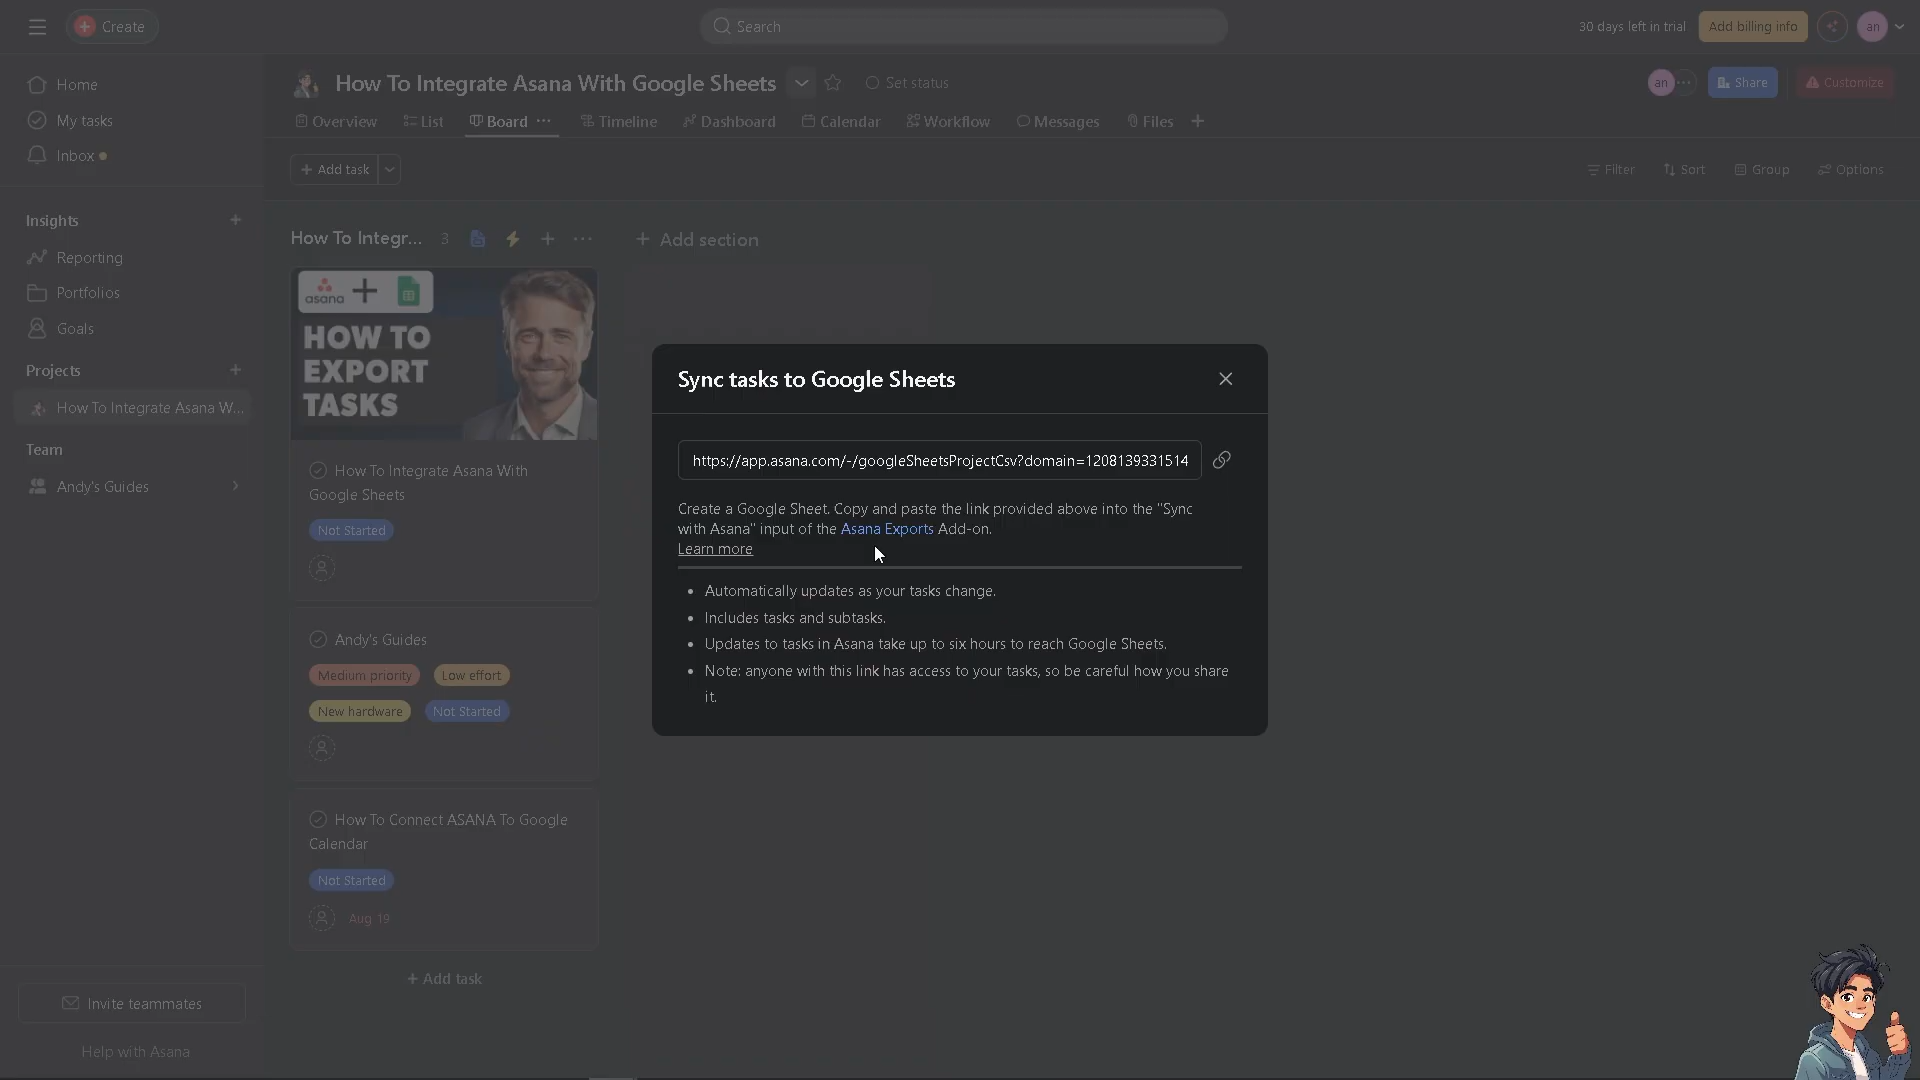 Create
Search
30 days left in trial
Add billing info
an
Home
My tasks
Inbox
Insights
Reporting
Portfolios
Goals
Projects
How To Integrate Asana W...
Team
Andy's Guides
Invite teammates
Help with Asana
How To Integrate Asana With Google Sheets
Set status
an
Share
Customize
Overview
List
Board
Timeline
Dashboard
Calendar
Workflow
Messages
Files
Add task
Filter
Sort
Group
Options
How To Integr... 3
Add section
asana
HOW TO
EXPORT
TASKS
How To Integrate Asana With
Google Sheets
Not Started
Andy's Guides
Medium priority
Low effort
New hardware
Not Started
How To Connect ASANA To Google
Calendar
Not Started
Aug 19
+ Add task
Sync tasks to Google Sheets
https://app.asana.com/-/googleSheetsProjectCsv?domain=1208139331514
Create a Google Sheet. Copy and paste the link provided above into the "Sync
with Asana" input of the Asana Exports Add-on.
Learn more
• Automatically updates as your tasks change.
• Includes tasks and subtasks.
• Updates to tasks in Asana take up to six hours to reach Google Sheets.
• Note: anyone with this link has access to your tasks, so be careful how you share
it.